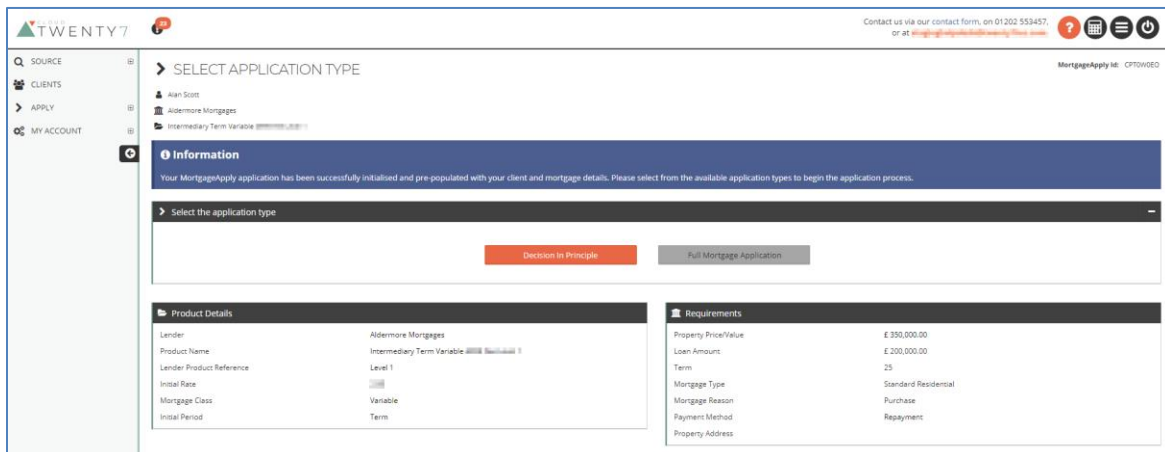 CLOUD
TWENTY7
23
Contact us via our contact form, on 01202 553457,
or at
?
SOURCE
CLIENTS
APPLY
MY ACCOUNT
SELECT APPLICATION TYPE
MortgageApply Id: CPT0W0EO
Alan Scott
Aldermore Mortgages
Intermediary Term Variable
Information
Your MortgageApply application has been successfully initialised and pre-populated with your client and mortgage details. Please select from the available application types to begin the application process.
Select the application type
Decision In Principle
Full Mortgage Application
Product Details
Lender Aldermore Mortgages
Product Name Intermediary Term Variable 1
Lender Product Reference Level 1
Initial Rate
Mortgage Class Variable
Initial Period Term
Requirements
Property Price/Value £ 350,000.00
Loan Amount £ 200,000.00
Term 25
Mortgage Type Standard Residential
Mortgage Reason Purchase
Payment Method Repayment
Property Address